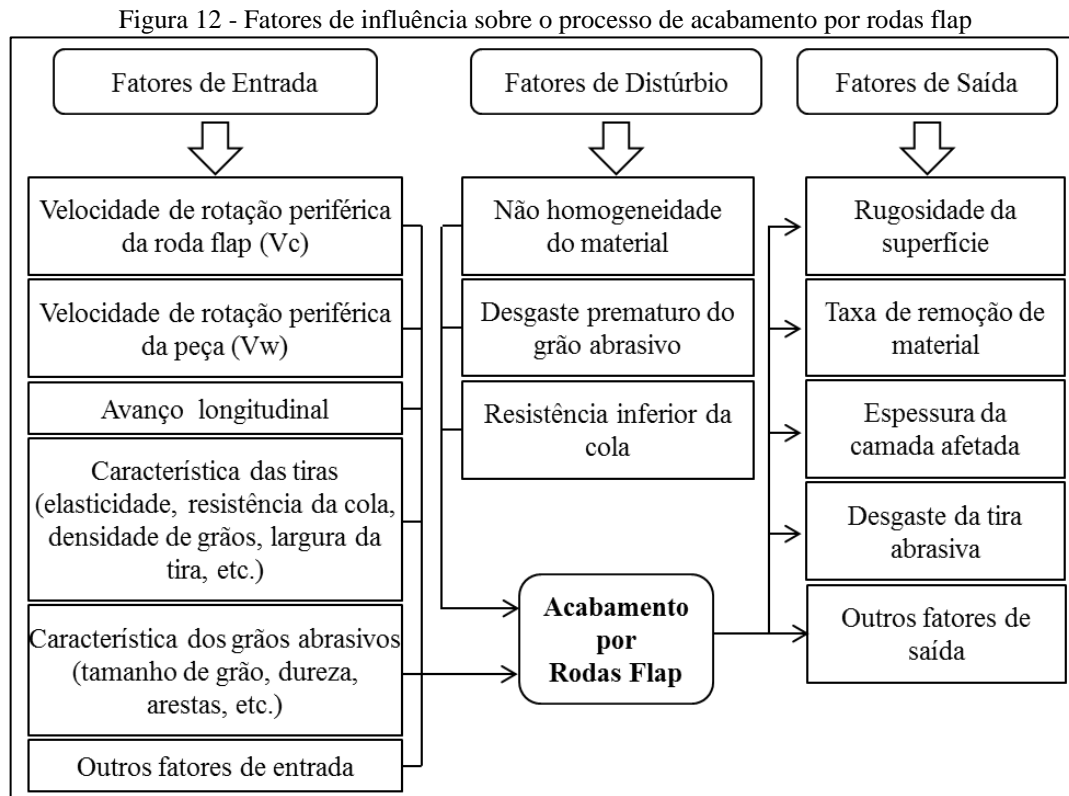 Figura 12 - Fatores de influência sobre o processo de acabamento por rodas flap
Fatores de Entrada
Velocidade de rotação periférica
da roda flap (Vc)
Velocidade de rotação periférica
da peça (Vw)
Avanço longitudinal
Característica das tiras
(elasticidade, resistência da cola,
densidade de grãos, largura da
tira, etc.)
Característica dos grãos abrasivos
(tamanho de grão, dureza,
arestas, etc.)
Outros fatores de entrada
Fatores de Distúrbio
Não homogeneidade
do material
Desgaste prematuro do
grão abrasivo
Resistência inferior da
cola
Acabamento
por
Rodas Flap
Fatores de Saída
Rugosidade da
superfície
Taxa de remoção de
material
Espessura da
camada afetada
Desgaste da tira
abrasiva
Outros fatores de
saída